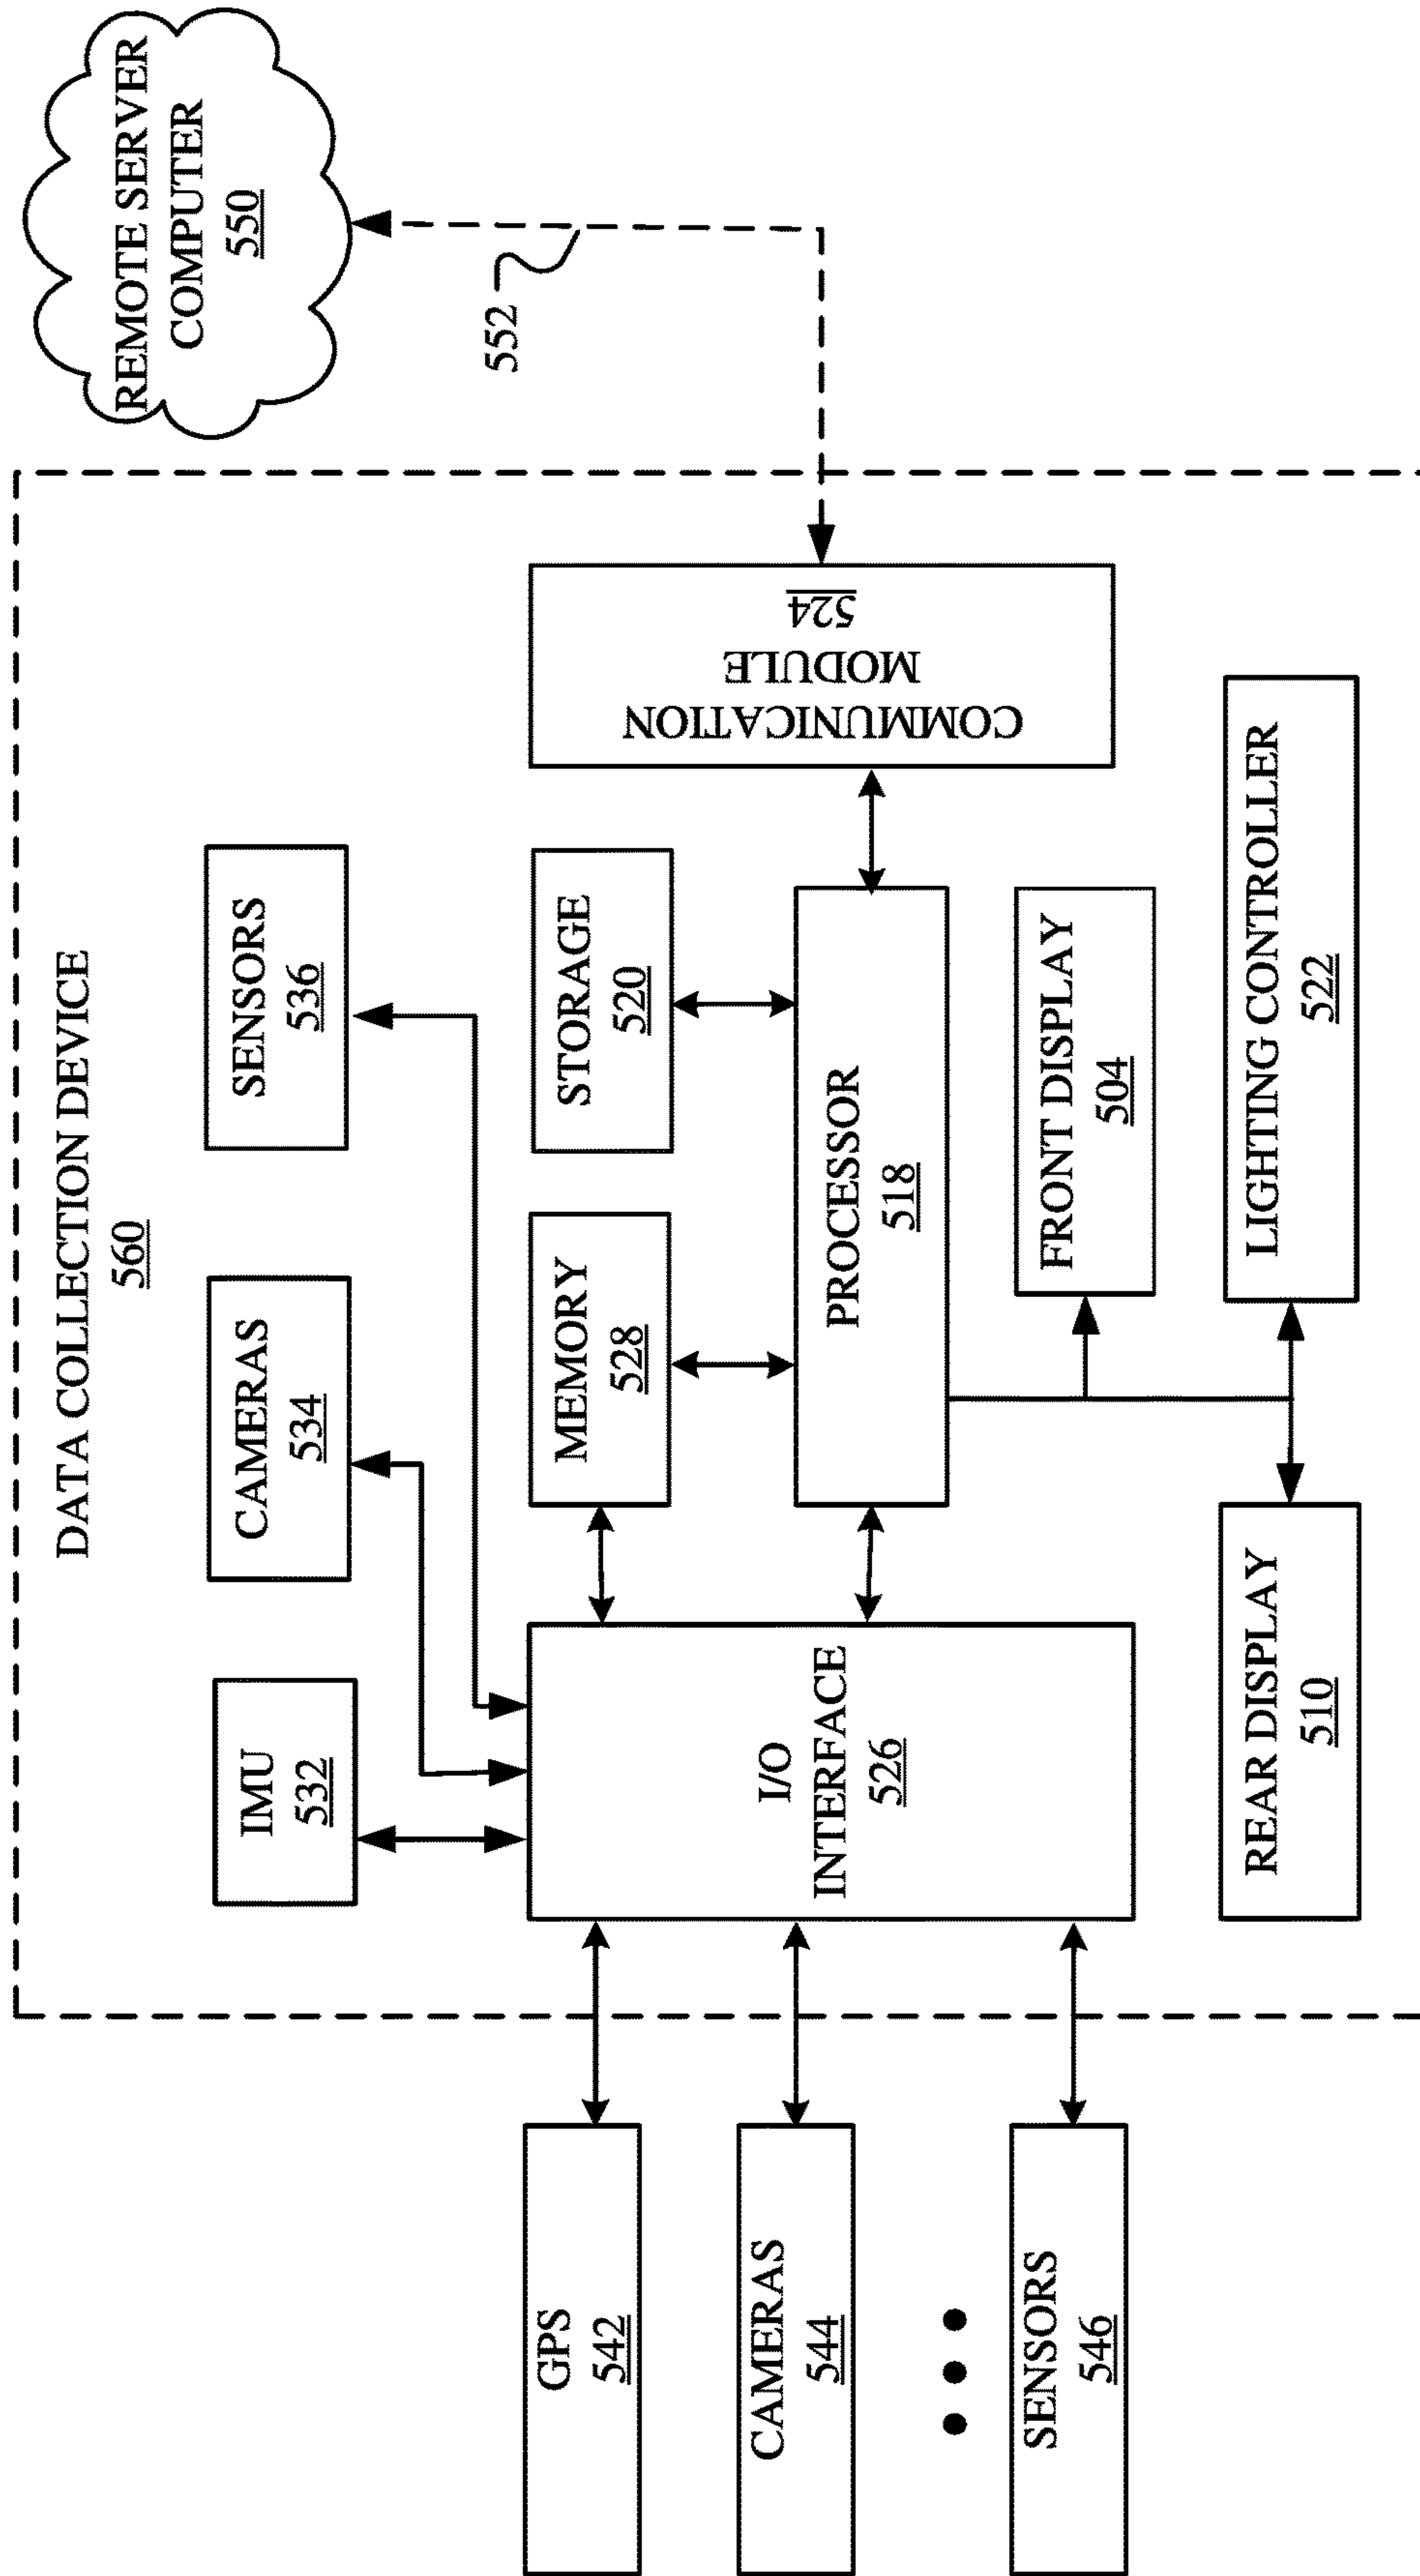 DATA COLLECTION DEVICE
560
REMOTE SERVER
COMPUTER
550
552
IMU
532
CAMERAS
534
SENSORS
536
GPS
542
CAMERAS
544
SENSORS
546
I/O
INTERFACE
526
MEMORY
528
STORAGE
520
PROCESSOR
518
COMMUNICATION
MODULE
524
FRONT DISPLAY
504
REAR DISPLAY
510
LIGHTING CONTROLLER
522